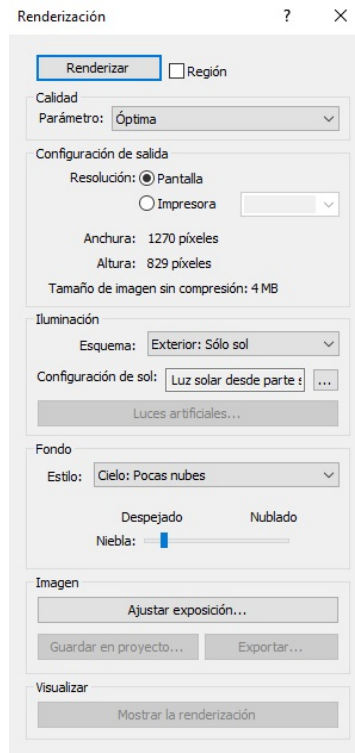 Renderización ? ×
Renderizar Región
Calidad
Parámetro: Óptima
Configuración de salida
Resolución: Pantalla
Impresora
Anchura: 1270 píxeles
Altura: 829 píxeles
Tamaño de imagen sin compresión: 4 MB
Iluminación
Esquema: Exterior: Sólo sol
Configuración de sol: Luz solar desde parte s ...
Luces artificiales...
Fondo
Estilo: Cielo: Pocas nubes
Despejado Nublado
Niebla:
Imagen
Ajustar exposición...
Guardar en proyecto... Exportar...
Visualizar
Mostrar la renderización